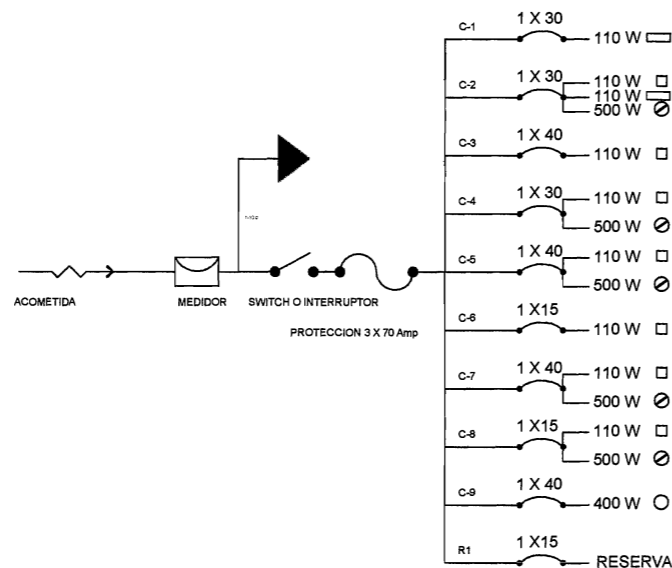 C-1 1 X 30 110 W
C-2 1 X 30 110 W
110 W
500 W
C-3 1 X 40 110 W
C-4 1 X 30 110 W
500 W
C-5 1 X 40 110 W
500 W
ACOMETIDA MEDIDOR SWITCH O INTERRUPTOR
PROTECCION 3 X 70 Amp
C-6 1 X15 110 W
C-7 1 X 40 110 W
500 W
C-8 1 X15 110 W
500 W
C-9 1 X 40 400 W
R1 1 X15 RESERVA